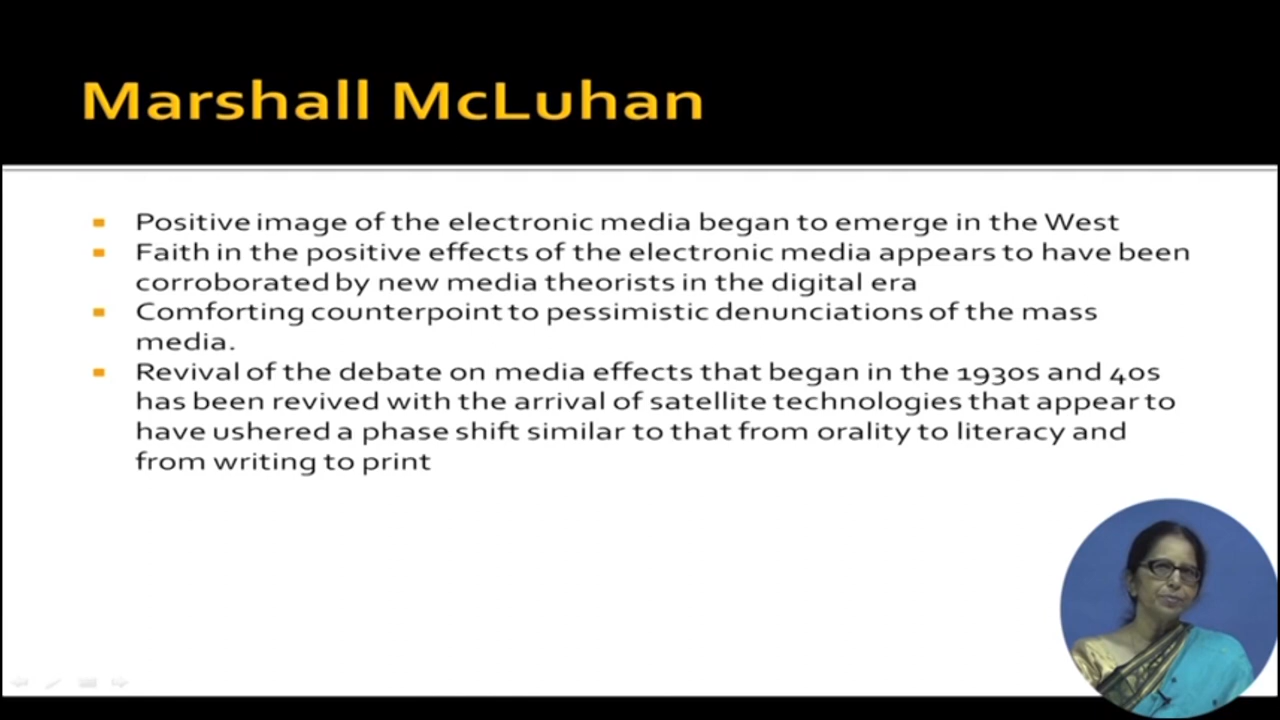 Marshall McLuhan
Positive image of the electronic media began to emerge in the West
Faith in the positive effects of the electronic media appears to have been
corroborated by new media theorists in the digital era
Comforting counterpoint to pessimistic denunciations of the mass
media.
Revival of the debate on media effects that began in the 1930s and 40s
has been revived with the arrival of satellite technologies that appear to
have ushered a phase shift similar to that from orality to literacy and
from writing to print